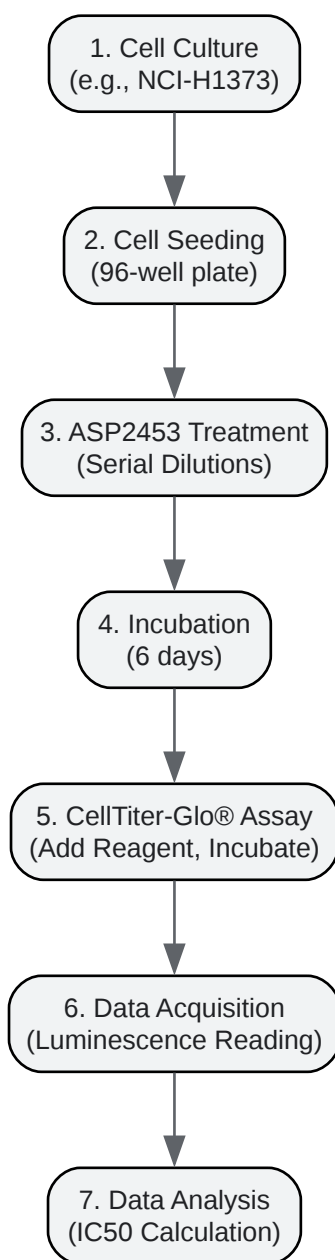 1. Cell Culture
(e.g., NCI-H1373)
2. Cell Seeding
(96-well plate)
3. ASP2453 Treatment
(Serial Dilutions)
4. Incubation
(6 days)
5. CellTiter-Glo® Assay
(Add Reagent, Incubate)
6. Data Acquisition
(Luminescence Reading)
7. Data Analysis
(IC50 Calculation)